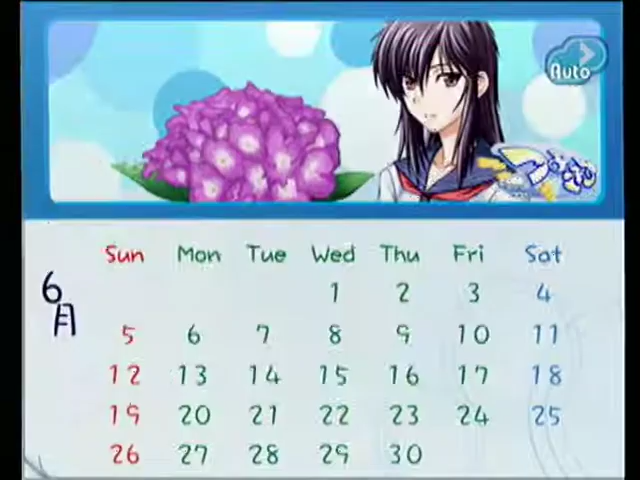 Auto
Sun Mon Tue Wed Thu Fri Sat
6月
1 2 3 4
5 6 7 8 9 10 11
12 13 14 15 16 17 18
19 20 21 22 23 24 25
26 27 28 29 30